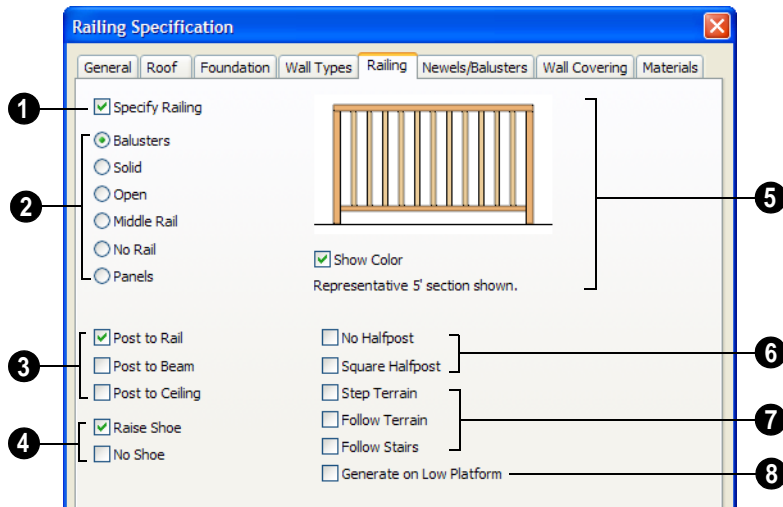 Railing Specification
General Roof Foundation Wall Types Railing Newels/Balusters Wall Covering Materials
1 Specify Railing
2
Balusters
Solid
Open
Middle Rail
No Rail
Panels
5
Show Color
Representative 5' section shown.
3
Post to Rail
Post to Beam
Post to Ceiling
4
Raise Shoe
No Shoe
No Halfpost
Square Halfpost
6
Step Terrain
Follow Terrain
Follow Stairs
7
Generate on Low Platform 8